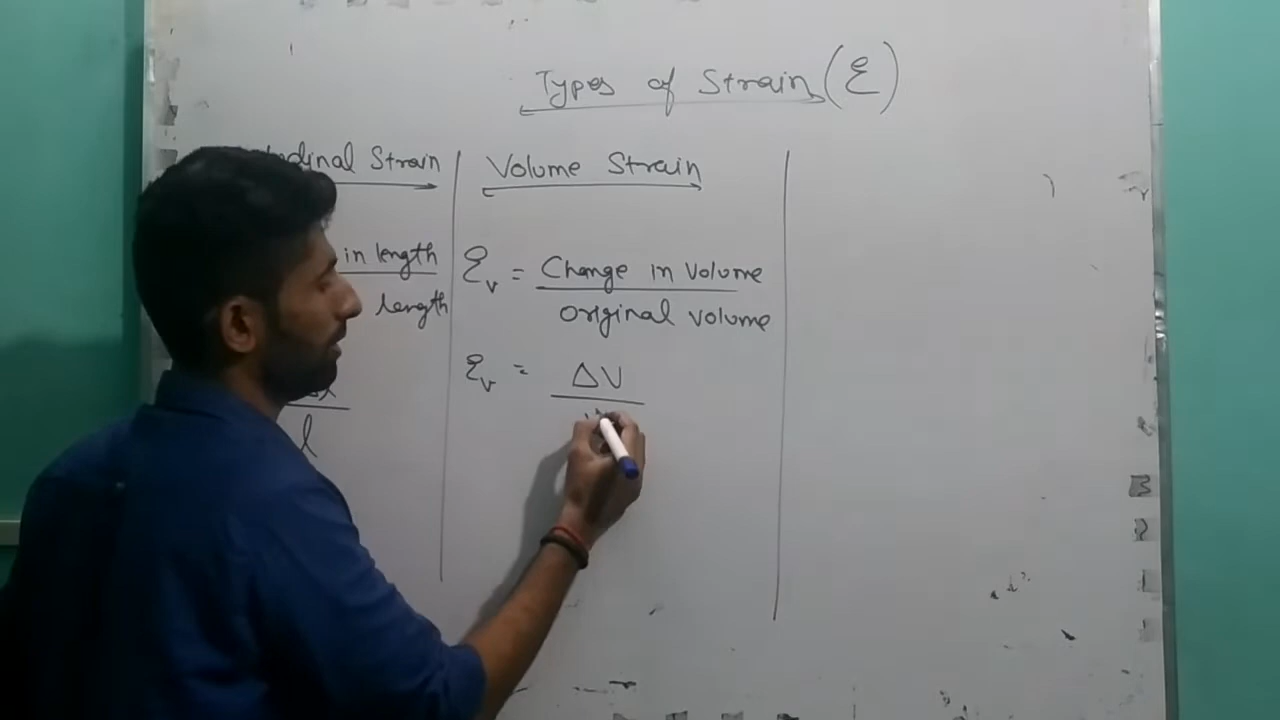 Types of Strain (ε)
Strain
Volume Strain
in length
length
l
εv = Change in Volume
original volume
εv = ΔV